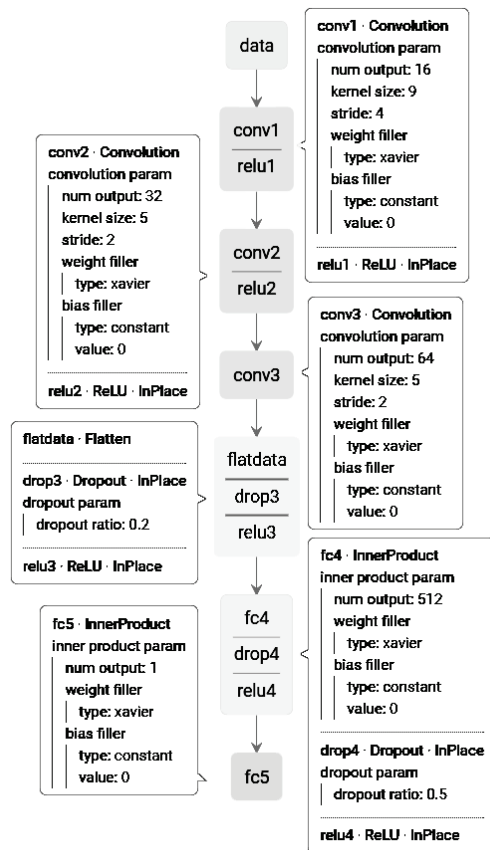 data
conv1
relu1
conv2
relu2
conv3
flatdata
drop3
relu3
fc4
drop4
relu4
fc5
conv1 · Convolution
convolution param
num output: 16
kernel size: 9
stride: 4
weight filler
type: xavier
bias filler
type: constant
value: 0
relu1 · ReLU · InPlace
conv2 · Convolution
convolution param
num output: 32
kernel size: 5
stride: 2
weight filler
type: xavier
bias filler
type: constant
value: 0
relu2 · ReLU · InPlace
conv3 · Convolution
convolution param
num output: 64
kernel size: 5
stride: 2
weight filler
type: xavier
bias filler
type: constant
value: 0
flatdata · Flatten
drop3 · Dropout · InPlace
dropout param
dropout ratio: 0.2
relu3 · ReLU · InPlace
fc4 · InnerProduct
inner product param
num output: 512
weight filler
type: xavier
bias filler
type: constant
value: 0
drop4 · Dropout · InPlace
dropout param
dropout ratio: 0.5
relu4 · ReLU · InPlace
fc5 · InnerProduct
inner product param
num output: 1
weight filler
type: xavier
bias filler
type: constant
value: 0